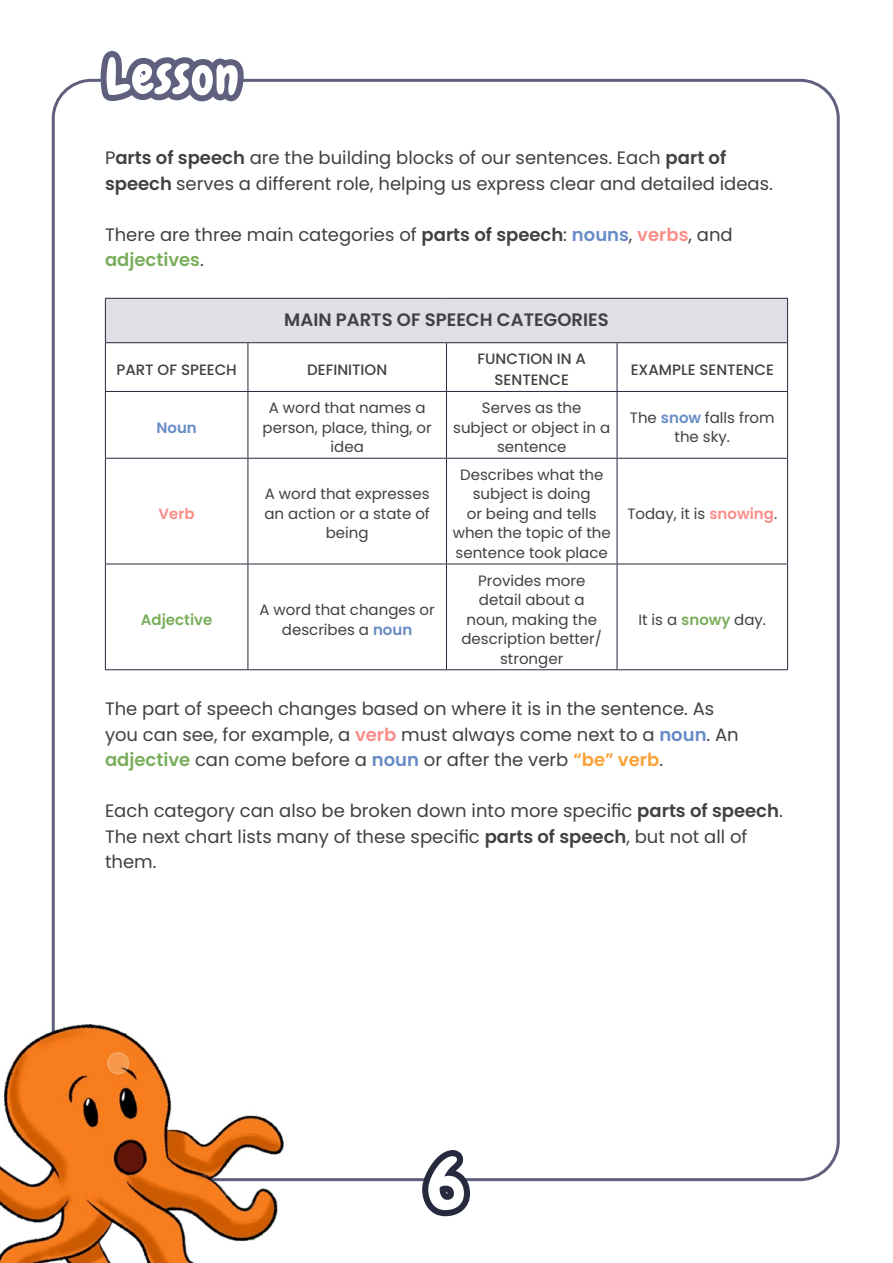 Lesson
Parts of speech are the building blocks of our sentences. Each part of
speech serves a different role, helping us express clear and detailed ideas.
There are three main categories of parts of speech: nouns, verbs, and
adjectives.
MAIN PARTS OF SPEECH CATEGORIES
PART OF SPEECH
DEFINITION
FUNCTION IN A
SENTENCE
EXAMPLE SENTENCE
Noun
A word that names a
person, place, thing, or
idea
Serves as the
subject or object in a
sentence
The snow falls from
the sky.
Verb
A word that expresses
an action or a state of
being
Describes what the
subject is doing
or being and tells
when the topic of the
sentence took place
Today, it is snowing.
Adjective
A word that changes or
describes a noun
Provides more
detail about a
noun, making the
description better/
stronger
It is a snowy day.
The part of speech changes based on where it is in the sentence. As
you can see, for example, a verb must always come next to a noun. An
adjective can come before a noun or after the verb “be” verb.
Each category can also be broken down into more specific parts of speech.
The next chart lists many of these specific parts of speech, but not all of
them.
6